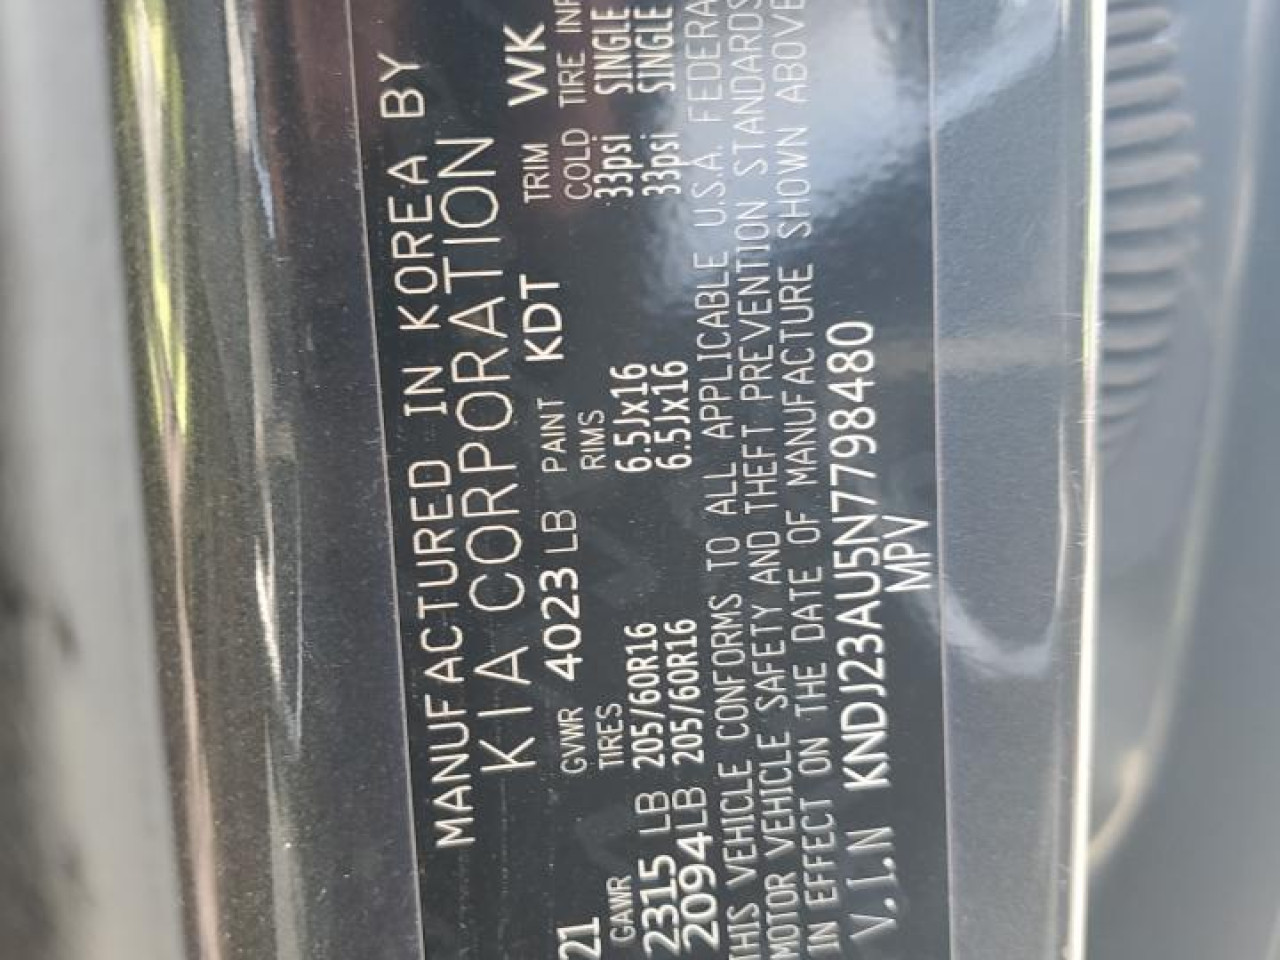 MANUFACTURED IN KOREA BY
KIA CORPORATION
21 GVWR 4023 LB PAINT KDT TRIM WK
GAWR TIRES RIMS COLD TIRE INF
2315 LB 205/60R16 6.5Jx16 33psi SINGLE
2094LB 205/60R16 6.5Jx16 33psi SINGLE
THIS VEHICLE CONFORMS TO ALL APPLICABLE U.S.A. FEDERA
MOTOR VEHICLE SAFETY AND THEFT PREVENTION STANDARDS
IN EFFECT ON THE DATE OF MANUFACTURE SHOWN ABOVE
V.I.N KNDJ23AU5N7798480
MPV